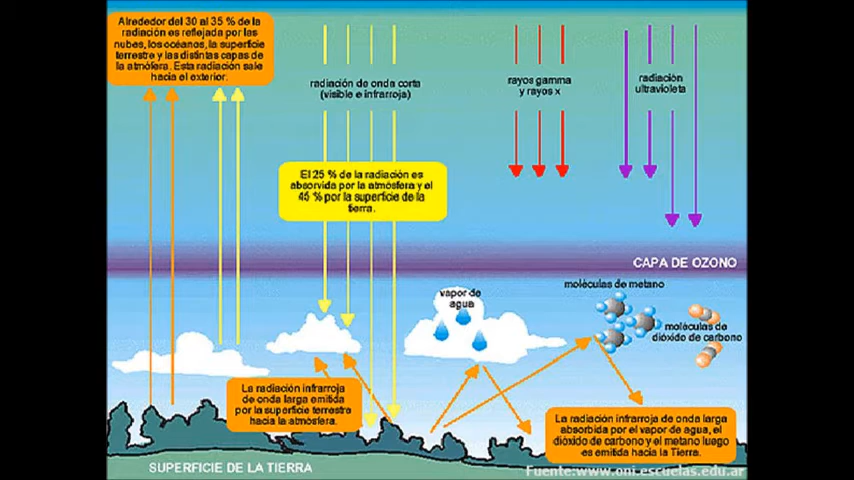 Alrededor del 30 al 35 % de la
radiación es reflejada por las
nubes, los océanos, la superficie
terrestre y las distintas capas de
la atmófera. Esta radiación sale
hacia el exterior.
radiación de onda corta
(visible e infrarroja)
rayos gamma
y rayos x
radiación
ultravioleta
El 25 % de la radiación es
absorvida por la atmósfera y el
45 % por la superficie de la
tierra.
CAPA DE OZONO
vapor de
agua
moléculas de metano
moléculas de
dióxido de carbono
La radiación infrarroja
de onda larga emitida
por la superficie terrestre
hacia la atmósfera.
La radiación infrarroja de onda larga
absorbida por el vapor de agua, el
dióxido de carbono y el metano luego
es emitida hacia la Tierra.
SUPERFICIE DE LA TIERRA
Fuente:www.oni.escuelas.edu.ar